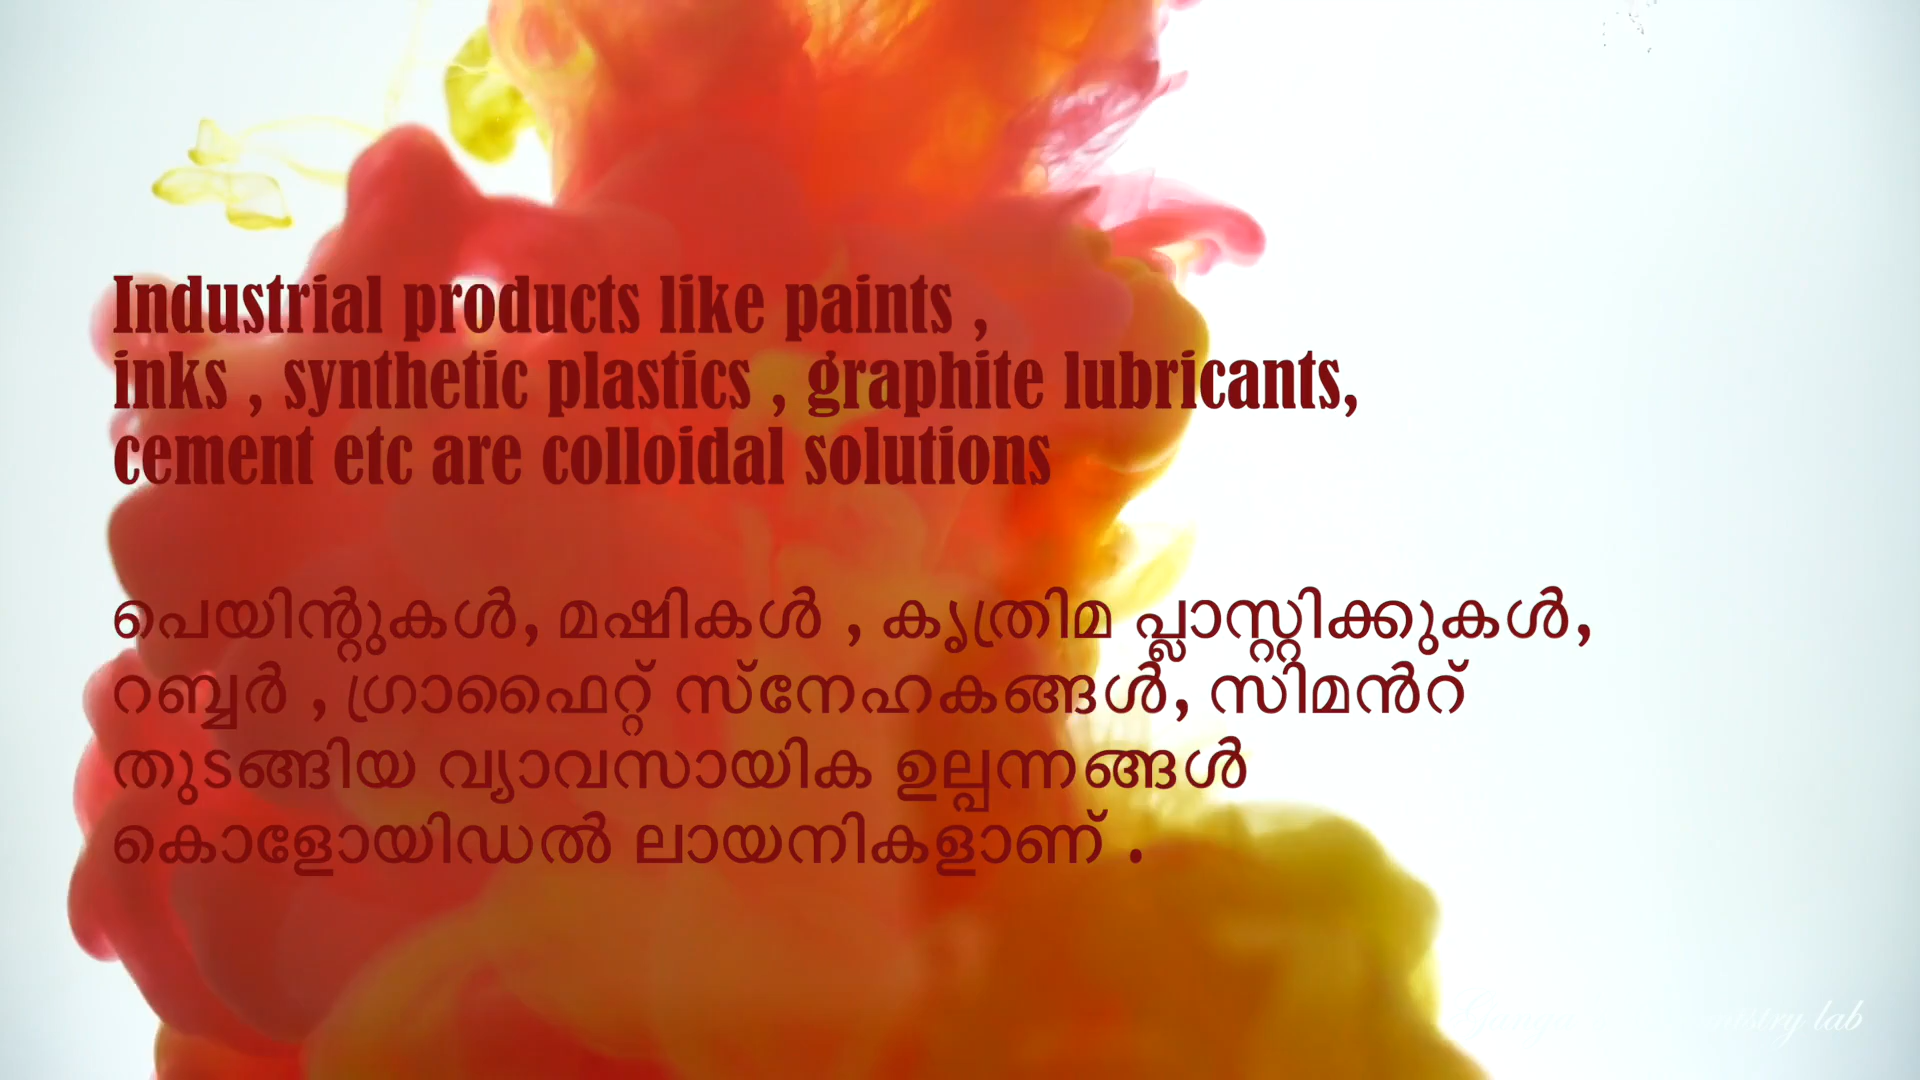 Industrial products like paints ,
inks , synthetic plastics , graphite lubricants,
cement etc are colloidal solutions
പെയിന്റുകൾ, മഷികൾ , കൃത്രിമ പ്ലാസ്റ്റിക്കുകൾ,
റബ്ബർ , ഗ്രാഫൈറ്റ് സ്നേഹകങ്ങൾ, സിമൻറ്
തുടങ്ങിയ വ്യാവസായിക ഉല്പന്നങ്ങൾ
കൊളോയിഡൽ ലായനികളാണ് .
lab